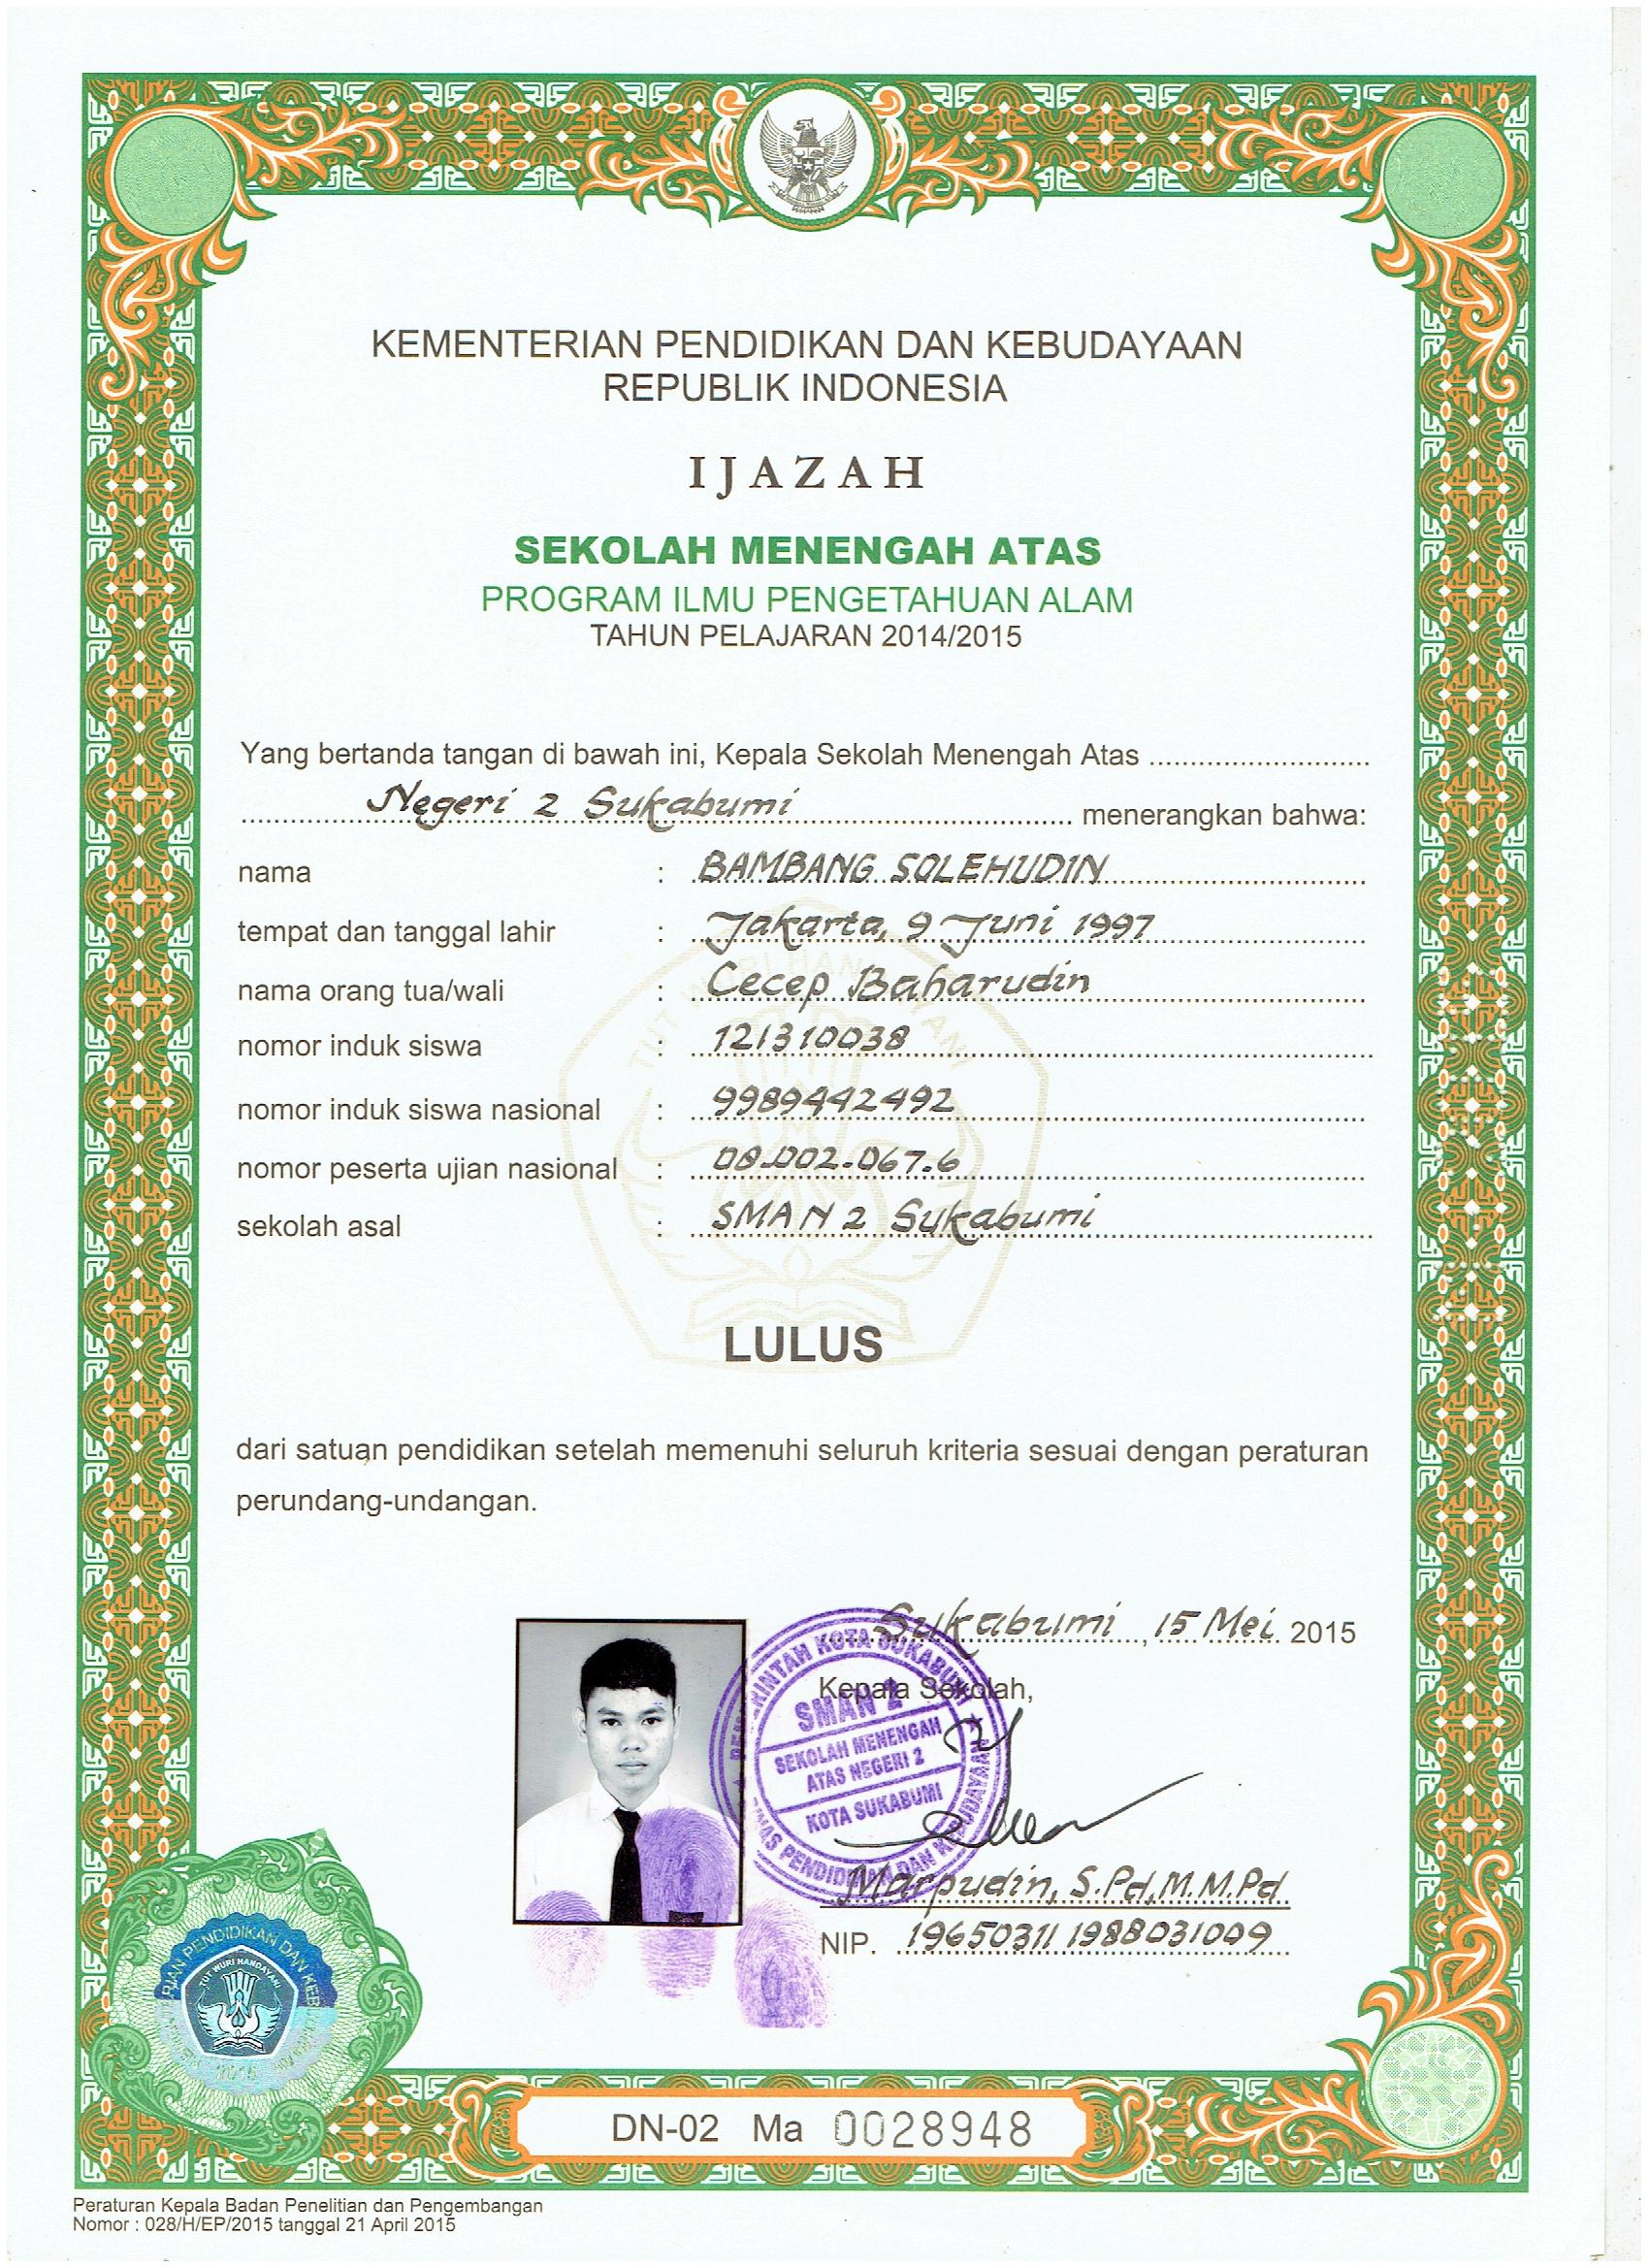 KEMENTERIAN PENDIDIKAN DAN KEBUDAYAAN
REPUBLIK INDONESIA
IJAZAH
SEKOLAH MENENGAH ATAS
PROGRAM ILMU PENGETAHUAN ALAM
TAHUN PELAJARAN 2014/2015
Yang bertanda tangan di bawah ini, Kepala Sekolah Menengah Atas
Negeri 2 Sukabumi menerangkan bahwa:
nama : BAMBANG SOLEHUDIN
tempat dan tanggal lahir : Jakarta, 9 Juni 1997
nama orang tua/wali : Cecep Baharudin
nomor induk siswa : 121310038
nomor induk siswa nasional : 9989442492
nomor peserta ujian nasional : 08-002-067-6
sekolah asal : SMAN 2 Sukabumi
TUT WURI HANDAYANI
LULUS
dari satuan pendidikan setelah memenuhi seluruh kriteria sesuai dengan peraturan
perundang-undangan.
Sukabumi, 15 Mei 2015
Kepala Sekolah,
PEMERINTAH KOTA SUKABUMI
SMAN 2
SEKOLAH MENENGAH
ATAS NEGERI 2
KOTA SUKABUMI
DINAS PENDIDIKAN DAN KEBUDAYAAN
Marpudin, S.Pd,M.M.Pd.
NIP. 19650311 1988031009
TUT WURI HANDAYANI
DN-02 Ma 0028948
Peraturan Kepala Badan Penelitian dan Pengembangan
Nomor : 028/H/EP/2015 tanggal 21 April 2015